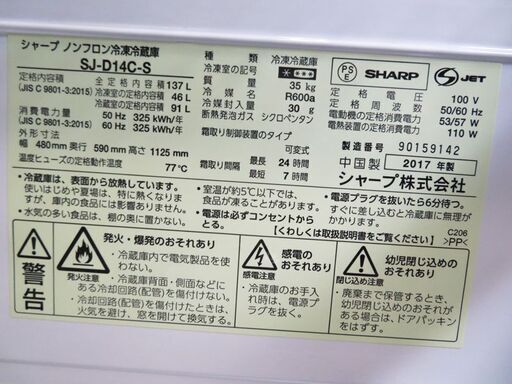 シャープ ノンフロン冷凍冷蔵庫
SJ-D14C-S
定格内容積 全定格内容積 137 L
(JIS C 9801-3:2015) 冷凍室の定格内容積 46 L
冷蔵室の定格内容積 91 L
消費電力量 50 Hz 325 kWh/年
(JIS C 9801-3:2015) 60 Hz 325 kWh/年
外形寸法
幅 480mm 奥行 590 mm 高さ 1125 mm
温度ヒューズの定格動作温度 77℃
種類 冷凍冷蔵庫
冷凍室の記号
質量 35 kg
冷媒 R600a
冷媒封入量 30 g
断熱発泡ガス シクロペンタン
霜取り制御装置のタイプ
可変式
霜取り間隔 最長 24 時間
最短 7 時間
PS
E
SHARP
JET
定格電圧 100 V
定格周波数 50/60 Hz
電動機の定格消費電力 53/57 W
電熱装置の定格消費電力 110 W
製造番号 90159142
中国製 2017 年製
シャープ株式会社
・冷蔵庫は、表面から放熱しています。
使いはじめや夏場は、特に熱くなり
ますが、庫内の食品には影響ありません。
・水気の多い食品は、棚の奥に置かない。
・室温が約5℃以下では、
食品が凍ることがあります。
・電源は必ずコンセントから
とる。
・電源プラグを抜いたら6分待つ。
すぐに差し込むと冷蔵庫に無理が
かかります。
【くわしくは取扱説明書をご覧ください】
C206
>PP<
警告
発火・爆発のおそれあり
発火注意
・冷蔵庫内で電気製品を使
わない。
・冷蔵庫背面・側面などに
ある冷却回路(配管)を傷付けない。
・冷却回路(配管)を傷付けたときは、
火気を避け、窓を開けて換気する。
感電の
おそれあり
感電注意
・冷蔵庫のお手入
れ時は、電源プ
ラグを抜く。
幼児閉じ込めのおそれあり
閉じ込め注意
・廃棄まで保管するとき、
幼児閉じ込めのおそれが
ある場合は、ドアパッキン
をはずす。